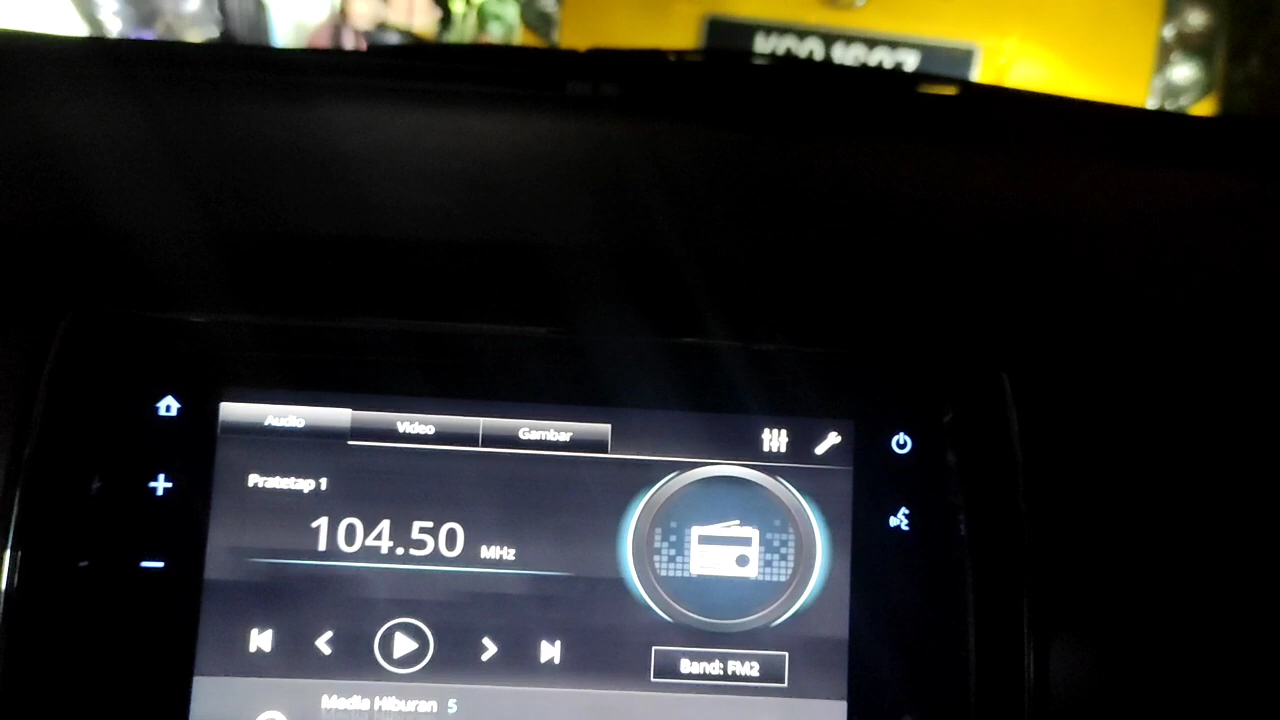 Audio
Video
Gambar
Pratetap 1
104.50 MHz
Band: FM2
Media Hiburan 5